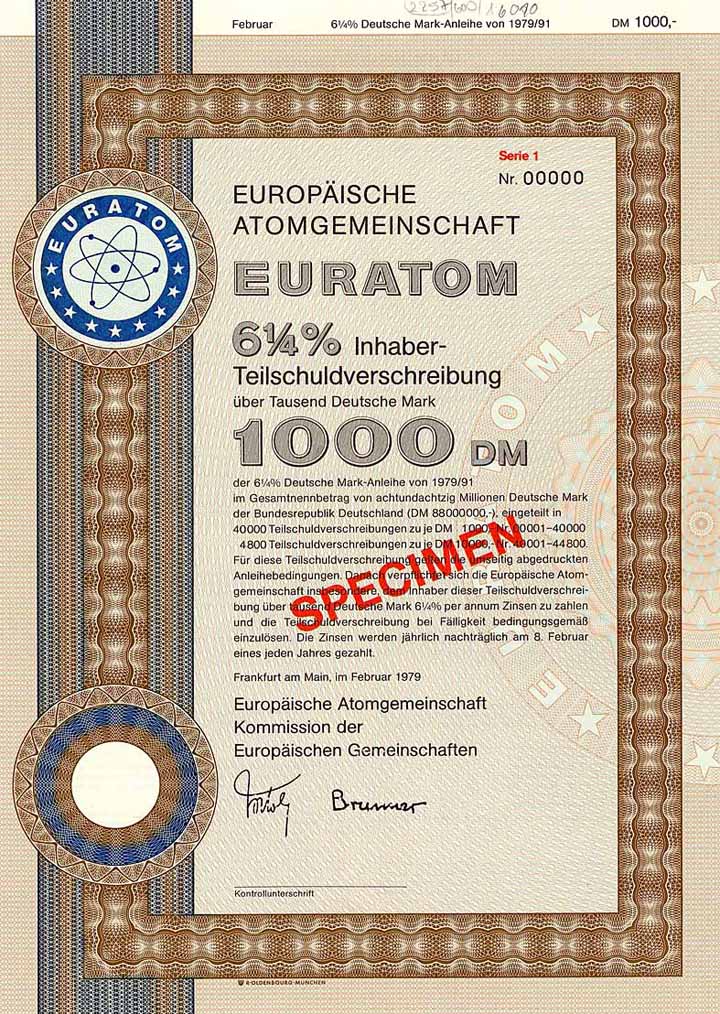 Februar 6¼% Deutsche Mark-Anleihe von 1979/91 DM 1000,-
Serie 1
Nr. 00000
EURATOM
EUROPÄISCHE
ATOMGEMEINSCHAFT
EURATOM
6¼% Inhaber-
Teilschuldverschreibung
über Tausend Deutsche Mark
1000 DM
der 6¼% Deutsche Mark-Anleihe von 1979/91
im Gesamtnennbetrag von achtundachtzig Millionen Deutsche Mark
der Bundesrepublik Deutschland (DM 88000000,-), eingeteilt in
40000 Teilschuldverschreibungen zu je DM 1000,- Nr. 00001-40000
4800 Teilschuldverschreibungen zu je DM 10000,- Nr. 40001-44800.
Für diese Teilschuldverschreibung gelten die umseitig abgedruckten
Anleihebedingungen. Danach verpflichtet sich die Europäische Atom-
gemeinschaft insbesondere, dem Inhaber dieser Teilschuldverschrei-
bung über tausend Deutsche Mark 6¼% per annum Zinsen zu zahlen
und die Teilschuldverschreibung bei Fälligkeit bedingungsgemäß
einzulösen. Die Zinsen werden jährlich nachträglich am 8. Februar
eines jeden Jahres gezahlt.
SPECIMEN
Frankfurt am Main, im Februar 1979
Europäische Atomgemeinschaft
Kommission der
Europäischen Gemeinschaften
Brunner
Kontrollunterschrift
R·OLDENBOURG·MÜNCHEN